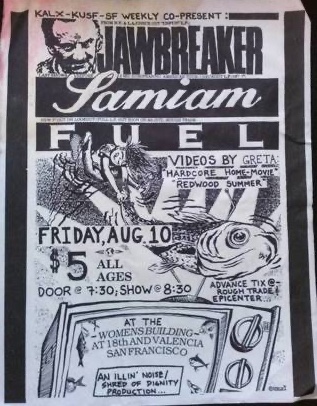 KALX-KUSF-SF WEEKLY CO-PRESENT:
JAWBREAKER
Samiam
FUEL
VIDEOS BY GRETA:
"HARDCORE HOME-MOVIE"
"REDWOOD SUMMER"
FRIDAY, AUG. 10
$5 ALL
AGES
DOOR @ 7:30; SHOW @ 8:30
ADVANCE TIX @-
ROUGH TRADE &
EPICENTER...
AT THE
WOMENS BUILDING
AT 18th AND VALENCIA
SAN FRANCISCO
AN ILLIN' NOISE/
SHRED OF DIGNITY
PRODUCTION...